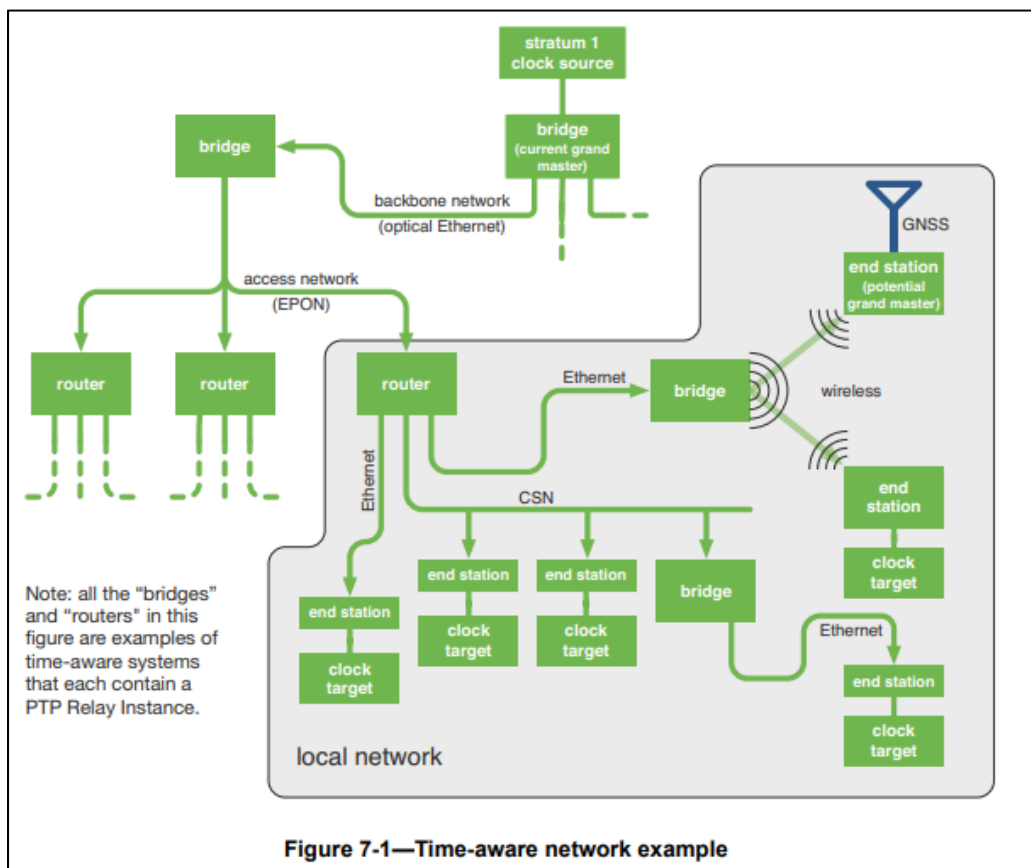 stratum 1
clock source
bridge
(current grand
master)
bridge
backbone network
(optical Ethernet)
GNSS
end station
(potential
grand master)
access network
(EPON)
router
router
router
Ethernet
bridge
wireless
Ethernet
CSN
end
station
clock
target
end station
clock
target
end station
clock
target
end station
clock
target
bridge
Ethernet
end station
clock
target
Note: all the “bridges”
and “routers" in this
figure are examples of
time-aware systems
that each contain a
PTP Relay Instance.
local network
Figure 7-1—Time-aware network example